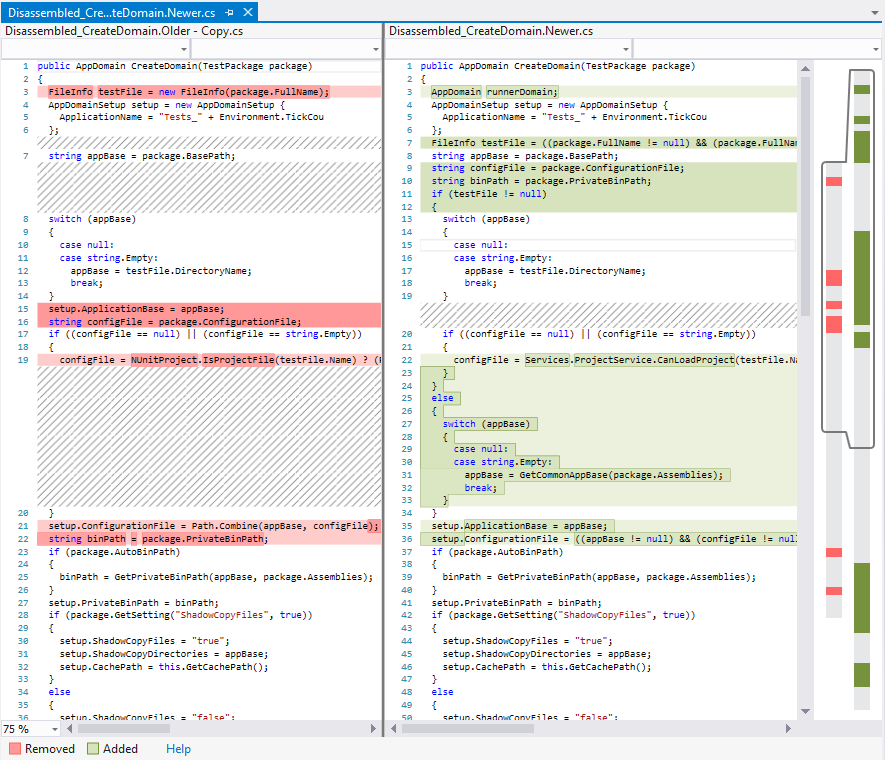 Disassembled_Cre...teDomain.Newer.cs
Disassembled_CreateDomain.Older - Copy.cs
1 public AppDomain CreateDomain(TestPackage package)
2 {
3 FileInfo testFile = new FileInfo(package.FullName);
4 AppDomainSetup setup = new AppDomainSetup {
5 ApplicationName = "Tests_" + Environment.TickCou
6 };
7 string appBase = package.BasePath;
8 switch (appBase)
9 {
10 case null:
11 case string.Empty:
12 appBase = testFile.DirectoryName;
13 break;
14 }
15 setup.ApplicationBase = appBase;
16 string configFile = package.ConfigurationFile;
17 if ((configFile == null) || (configFile == string.Empty))
18 {
19 configFile = NUnitProject.IsProjectFile(testFile.Name) ? (
20 }
21 setup.ConfigurationFile = Path.Combine(appBase, configFile);
22 string binPath = package.PrivateBinPath;
23 if (package.AutoBinPath)
24 {
25 binPath = GetPrivateBinPath(appBase, package.Assemblies);
26 }
27 setup.PrivateBinPath = binPath;
28 if (package.GetSetting("ShadowCopyFiles", true))
29 {
30 setup.ShadowCopyFiles = "true";
31 setup.ShadowCopyDirectories = appBase;
32 setup.CachePath = this.GetCachePath();
33 }
34 else
35 {
36 setup.ShadowCopyFiles = "false";
75 %
Disassembled_CreateDomain.Newer.cs
1 public AppDomain CreateDomain(TestPackage package)
2 {
3 AppDomain runnerDomain;
4 AppDomainSetup setup = new AppDomainSetup {
5 ApplicationName = "Tests_" + Environment.TickCou
6 };
7 FileInfo testFile = ((package.FullName != null) && (package.FullNam
8 string appBase = package.BasePath;
9 string configFile = package.ConfigurationFile;
10 string binPath = package.PrivateBinPath;
11 if (testFile != null)
12 {
13 switch (appBase)
14 {
15 case null:
16 case string.Empty:
17 appBase = testFile.DirectoryName;
18 break;
19 }
20 if ((configFile == null) || (configFile == string.Empty))
21 {
22 configFile = Services.ProjectService.CanLoadProject(testFile.Na
23 }
24 }
25 else
26 {
27 switch (appBase)
28 {
29 case null:
30 case string.Empty:
31 appBase = GetCommonAppBase(package.Assemblies);
32 break;
33 }
34 }
35 setup.ApplicationBase = appBase;
36 setup.ConfigurationFile = ((appBase != null) && (configFile != null
37 if (package.AutoBinPath)
38 {
39 binPath = GetPrivateBinPath(appBase, package.Assemblies);
40 }
41 setup.PrivateBinPath = binPath;
42 if (package.GetSetting("ShadowCopyFiles", true))
43 {
44 setup.ShadowCopyFiles = "true";
45 setup.ShadowCopyDirectories = appBase;
46 setup.CachePath = this.GetCachePath();
47 }
48 else
49 {
50 setup.ShadowCopyFiles = "false";
Removed Added Help